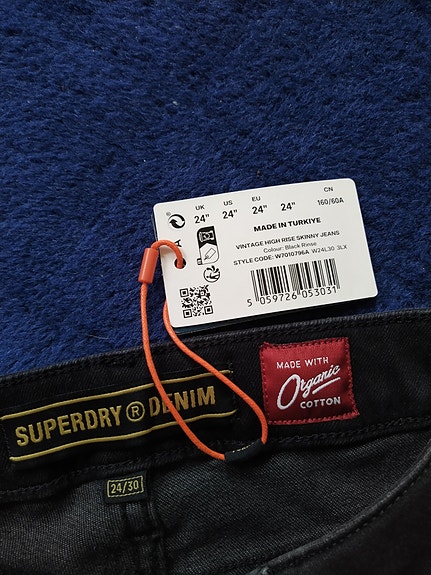 UK US EU CN
24" 24" 24" 24" 160/60A
MADE IN TURKIYE
VINTAGE HIGH RISE SKINNY JEANS
Colour: Black Rinse
STYLE CODE: W7010796A W24L30 3LX
5 059726 053031
A
MADE WITH
Organic
COTTON
SUPERDRY ® DENIM
24/30